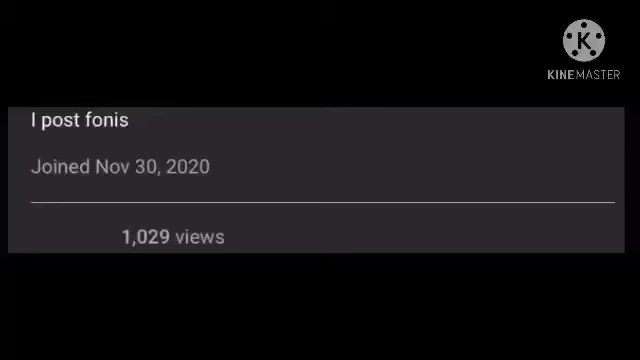 K
KINEMASTER
I post fonis
Joined Nov 30, 2020
1,029 views